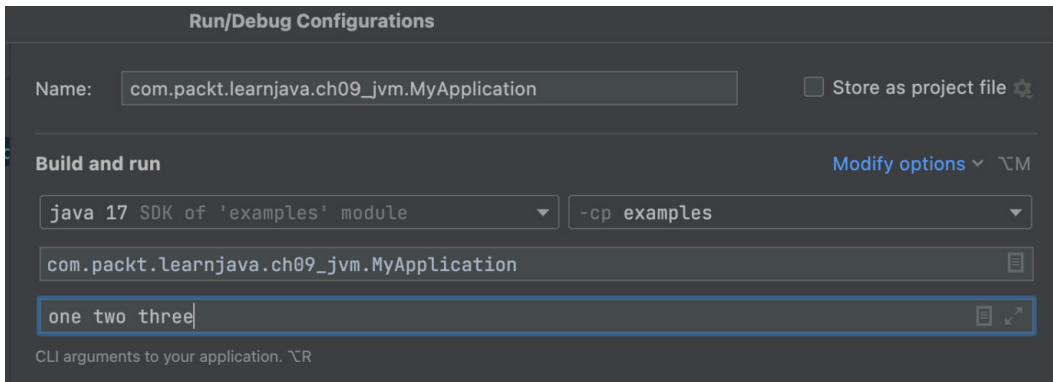 Run/Debug Configurations
Name: com.packt.learnjava.ch09_jvm.MyApplication Store as project file
Build and run Modify options ⌥M
java 17 SDK of 'examples' module -cp examples
com.packt.learnjava.ch09_jvm.MyApplication
one two three
CLI arguments to your application. ⌥R